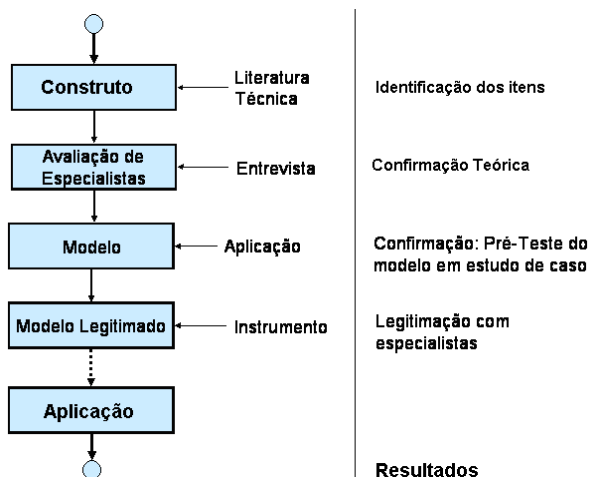 Construto
Literatura
Técnica
Identificação dos itens
Avaliação de
Especialistas
Entrevista
Confirmação Teórica
Modelo
Aplicação
Confirmação: Pré-Teste do
modelo em estudo de caso
Modelo Legitimado
Instrumento
Legitimação com
especialistas
Aplicação
Resultados